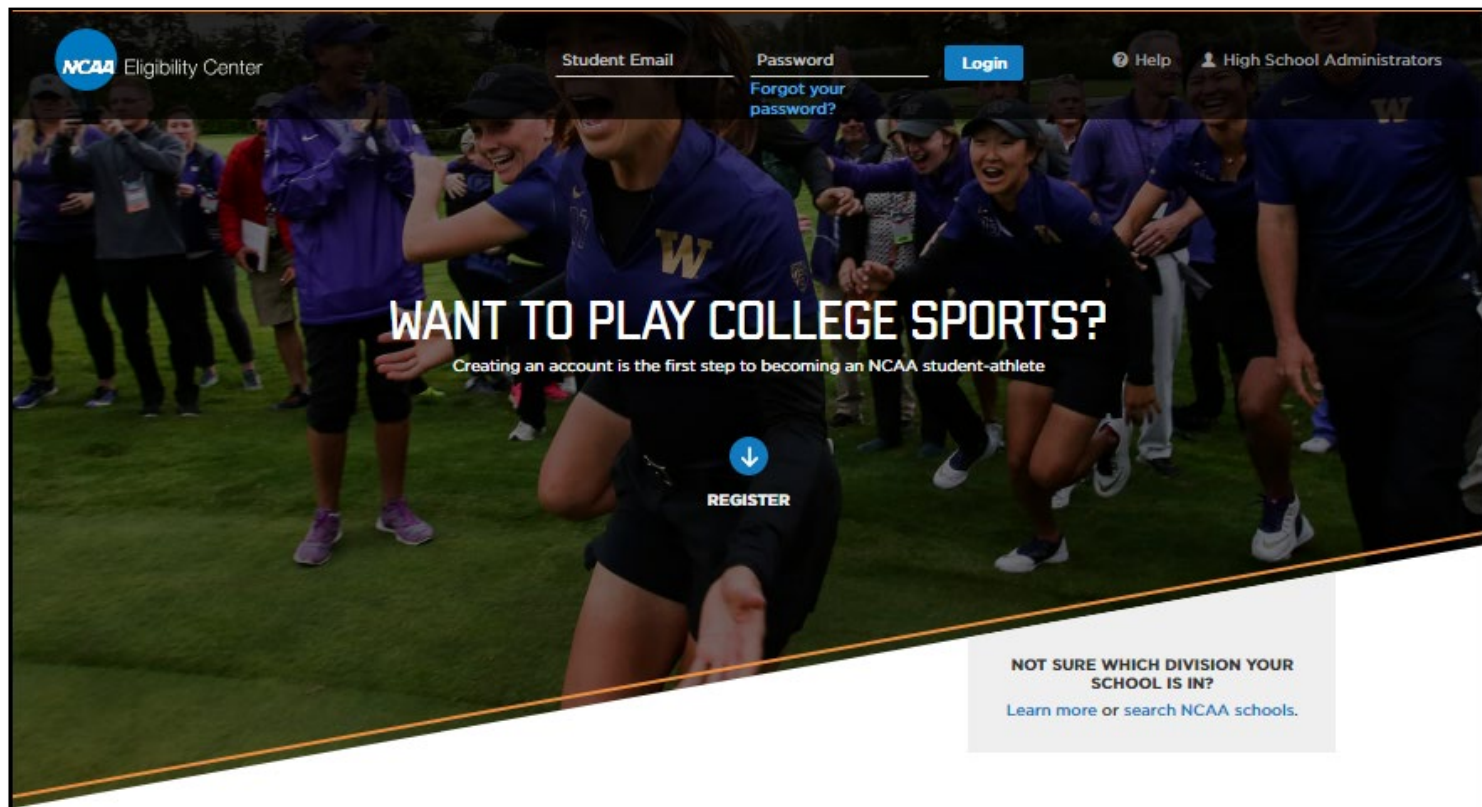 NCAA Eligibility Center
Student Email
Password
Forgot your
password?
Login
Help
High School Administrators
W
W
WANT TO PLAY COLLEGE SPORTS?
Creating an account is the first step to becoming an NCAA student-athlete
REGISTER
NOT SURE WHICH DIVISION YOUR
SCHOOL IS IN?
Learn more or search NCAA schools.